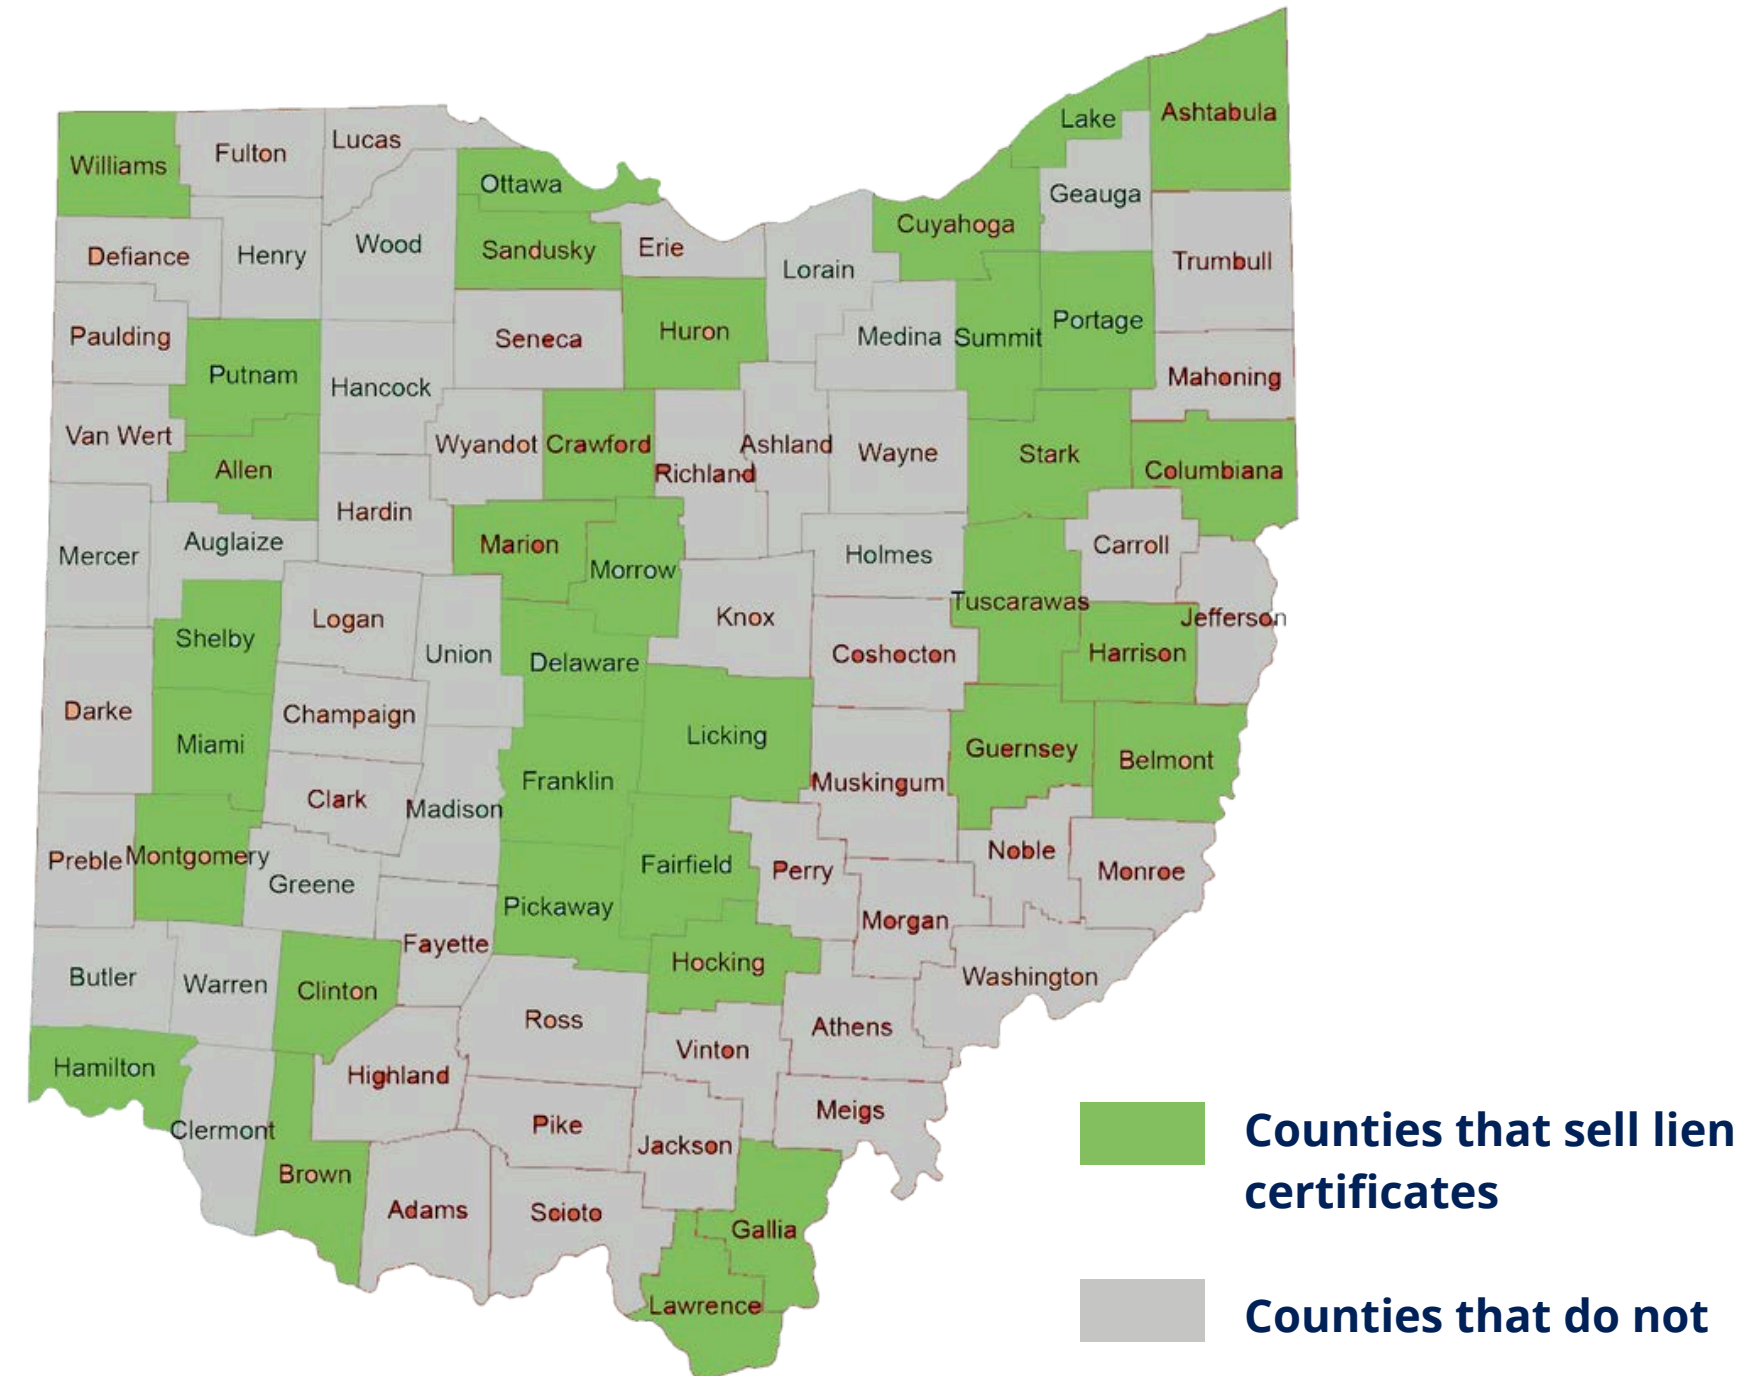 Lake
Ashtabula
Williams
Fulton
Lucas
Ottawa
Geauga
Cuyahoga
Defiance
Henry
Wood
Sandusky
Erie
Lorain
Trumbull
Paulding
Seneca
Huron
Medina
Summit
Portage
Putnam
Hancock
Mahoning
Van Wert
Allen
Wyandot
Crawford
Richland
Ashland
Wayne
Stark
Columbiana
Hardin
Mercer
Auglaize
Marion
Morrow
Holmes
Carroll
Logan
Knox
Tuscarawas
Jefferson
Shelby
Union
Delaware
Coshocton
Harrison
Darke
Champaign
Miami
Licking
Guernsey
Belmont
Franklin
Muskingum
Clark
Madison
Preble
Montgomery
Greene
Fairfield
Perry
Noble
Monroe
Pickaway
Morgan
Fayette
Hocking
Washington
Butler
Warren
Clinton
Ross
Athens
Vinton
Hamilton
Highland
Meigs
Clermont
Pike
Jackson
Brown
Adams
Scioto
Gallia
Lawrence
Counties that sell lien
certificates
Counties that do not